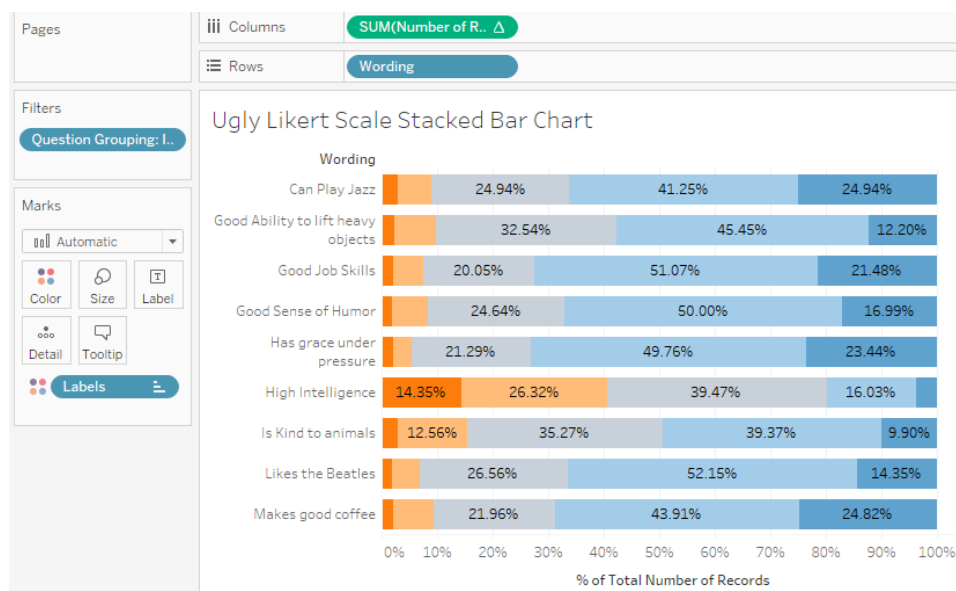 Pages
Columns
SUM(Number of R.. Δ
Rows
Wording
Filters
Question Grouping: I..
Marks
Automatic
Color
Size
Label
Detail
Tooltip
Labels
Ugly Likert Scale Stacked Bar Chart
Wording
Can Play Jazz 24.94% 41.25% 24.94%
Good Ability to lift heavy
objects 32.54% 45.45% 12.20%
Good Job Skills 20.05% 51.07% 21.48%
Good Sense of Humor 24.64% 50.00% 16.99%
Has grace under
pressure 21.29% 49.76% 23.44%
High Intelligence 14.35% 26.32% 39.47% 16.03%
Is Kind to animals 12.56% 35.27% 39.37% 9.90%
Likes the Beatles 26.56% 52.15% 14.35%
Makes good coffee 21.96% 43.91% 24.82%
0% 10% 20% 30% 40% 50% 60% 70% 80% 90% 100%
% of Total Number of Records